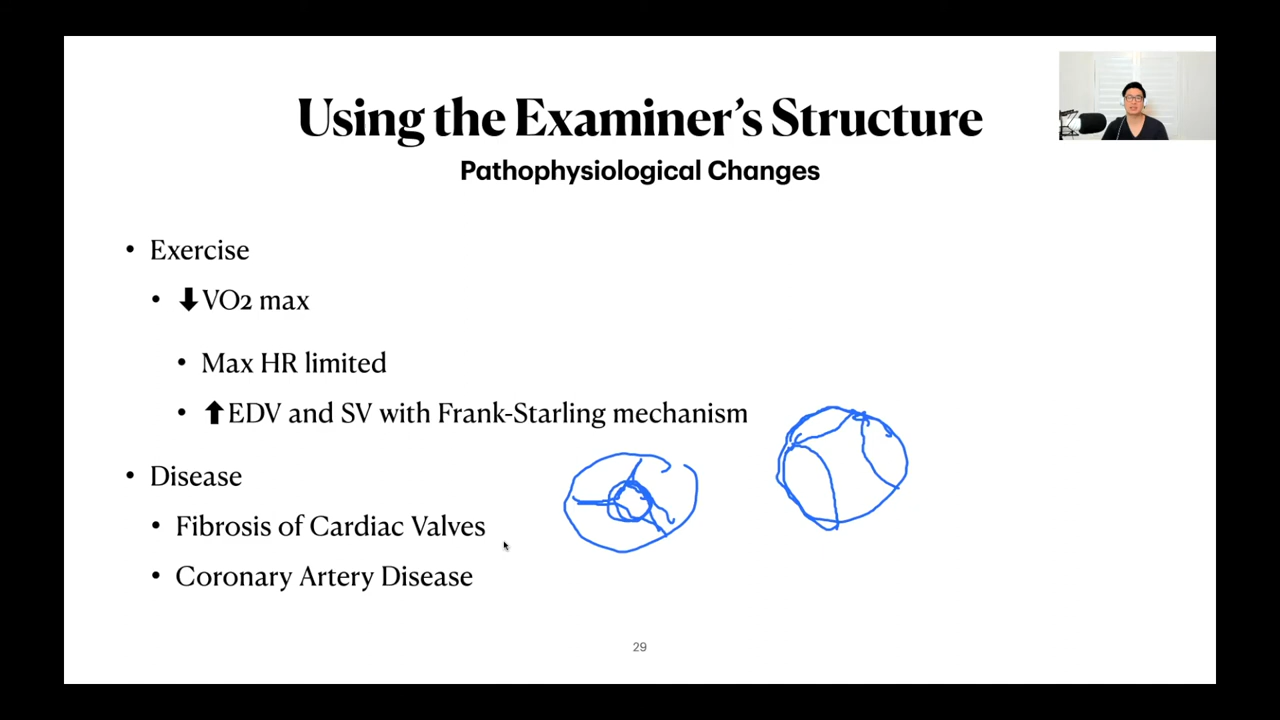 Using the Examiner’s Structure
Pathophysiological Changes
• Exercise
• ⬇VO2 max
• Max HR limited
• ⬆EDV and SV with Frank-Starling mechanism
• Disease
• Fibrosis of Cardiac Valves
• Coronary Artery Disease
29